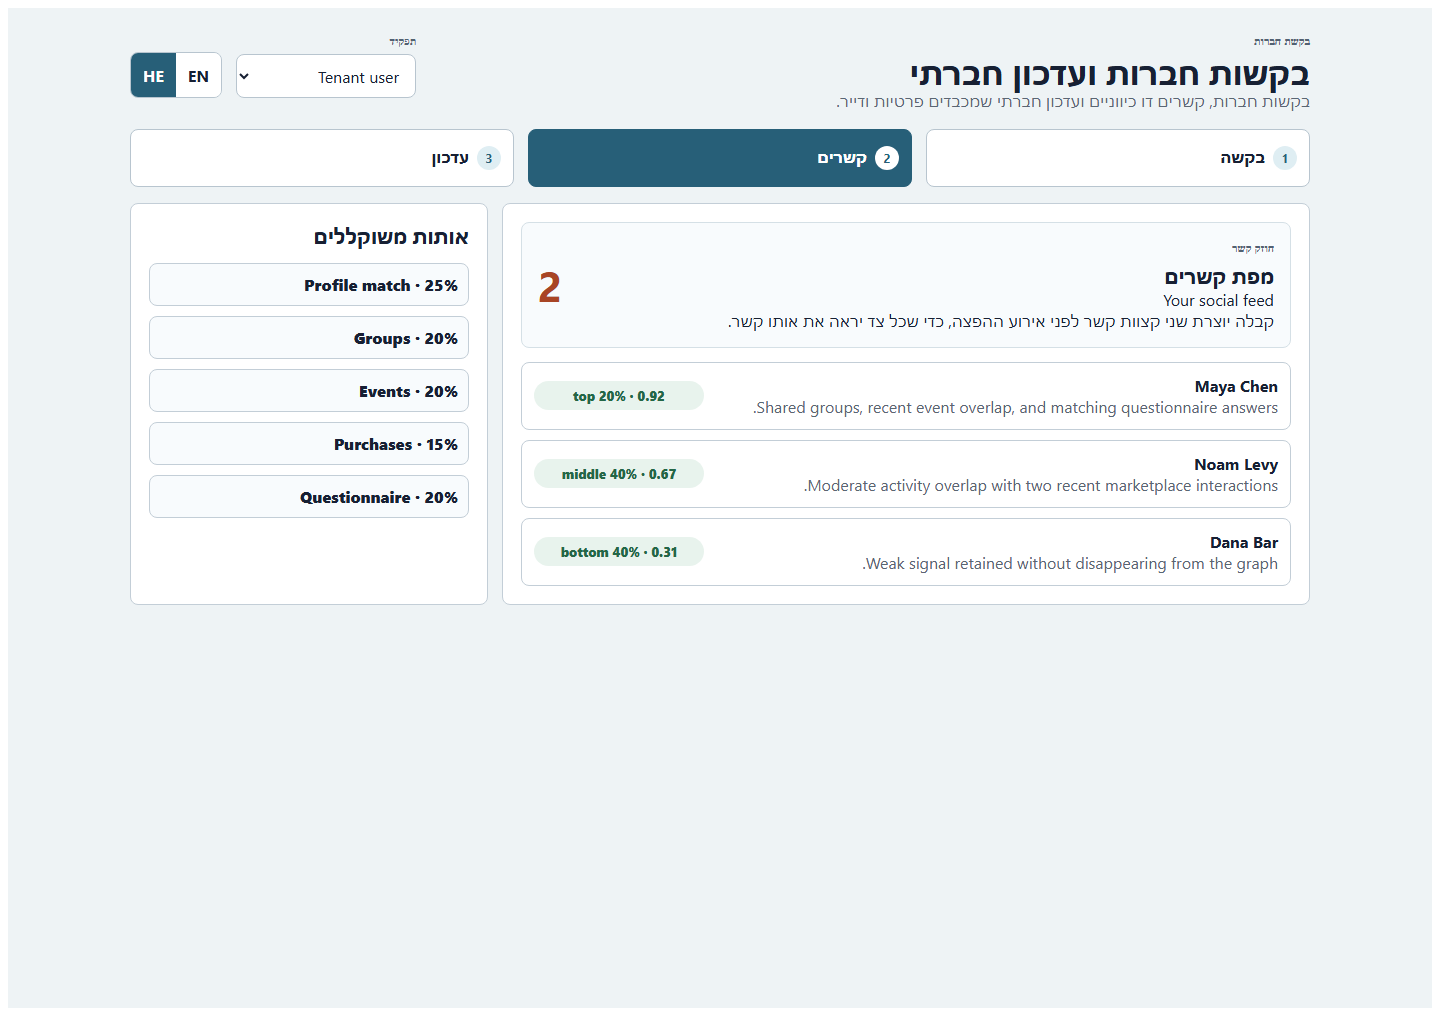 בקשת חברות
בקשות חברות ועדכון חברתי
בקשות חברות, קשרים דו כיווניים ועדכון חברתי שמכבדים פרטיות ודייר.
תפקיד
Tenant user
EN
HE
1 בקשה
2 קשרים
3 עדכון
חוזק קשר
מפת קשרים
Your social feed
קבלה יוצרת שני קצוות קשר לפני אירוע ההפצה, כדי שכל צד יראה את אותו קשר.
2
Maya Chen
Shared groups, recent event overlap, and matching questionnaire answers.
top 20% · 0.92
Noam Levy
Moderate activity overlap with two recent marketplace interactions.
middle 40% · 0.67
Dana Bar
Weak signal retained without disappearing from the graph.
bottom 40% · 0.31
אותות משוקללים
Profile match · 25%
Groups · 20%
Events · 20%
Purchases · 15%
Questionnaire · 20%